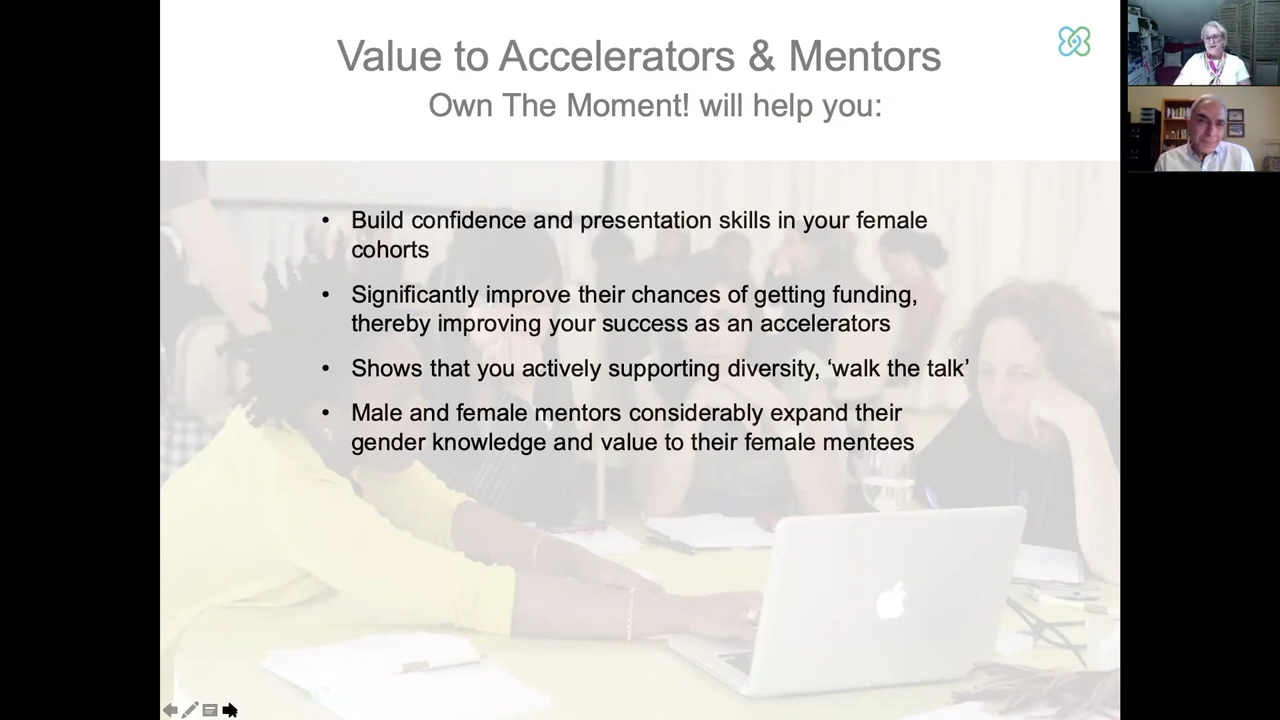 Value to Accelerators & Mentors
Own The Moment! will help you:
• Build confidence and presentation skills in your female
cohorts
• Significantly improve their chances of getting funding,
thereby improving your success as an accelerators
• Shows that you actively supporting diversity, ‘walk the talk’
• Male and female mentors considerably expand their
gender knowledge and value to their female mentees